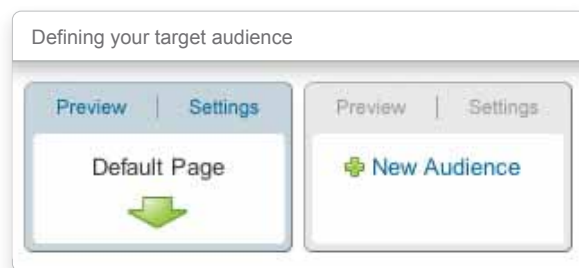 Defining your target audience
Preview | Settings
Default Page
Preview | Settings
New Audience